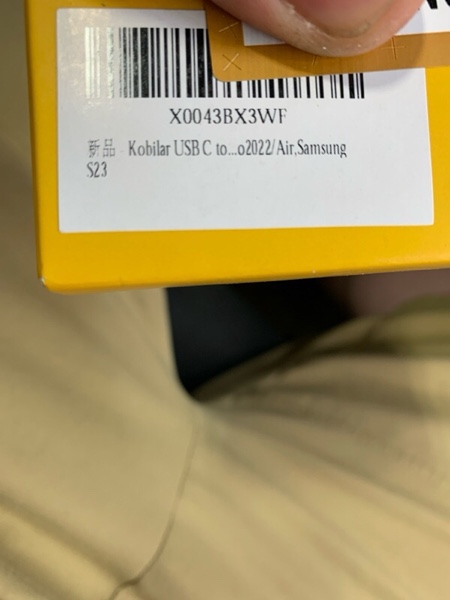 X0043BX3WF
新品 - Kobilar USB C to...o2022/Air,Samsung
S23